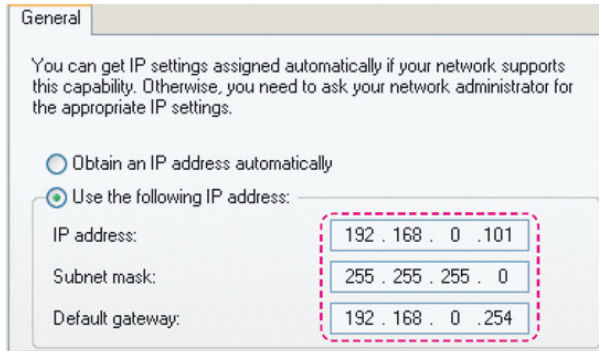 General
You can get IP settings assigned automatically if your network supports
this capability. Otherwise, you need to ask your network administrator for
the appropriate IP settings.
Obtain an IP address automatically
Use the following IP address:
IP address: 192 . 168 . 0 .101
Subnet mask: 255 . 255 . 255 . 0
Default gateway: 192 . 168 . 0 .254